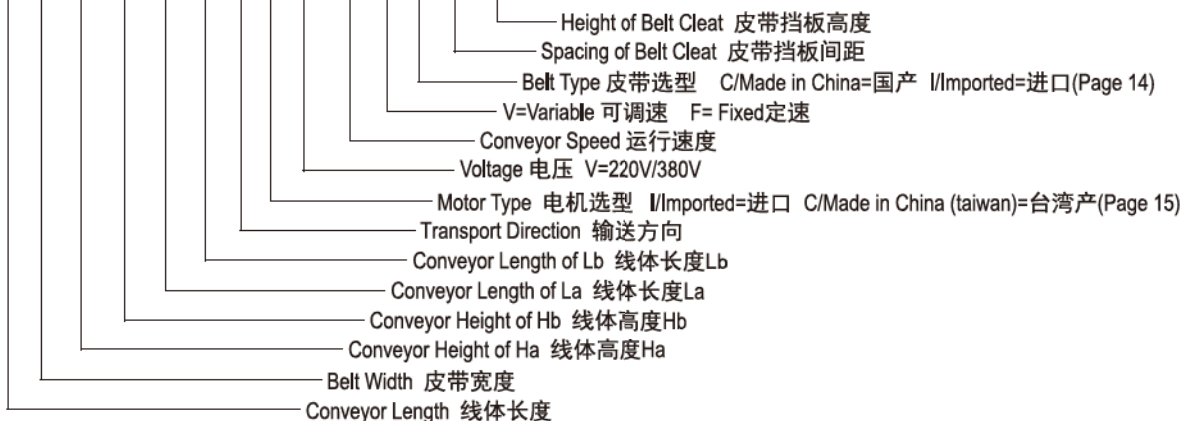 Height of Belt Cleat 皮带挡板高度
Spacing of Belt Cleat 皮带挡板间距
Belt Type 皮带选型 C/Made in China=国产 I/Imported=进口(Page 14)
V=Variable 可调速 F= Fixed定速
Conveyor Speed 运行速度
Voltage 电压 V=220V/380V
Motor Type 电机选型 I/Imported=进口 C/Made in China (taiwan)=台湾产(Page 15)
Transport Direction 输送方向
Conveyor Length of Lb 线体长度Lb
Conveyor Length of La 线体长度La
Conveyor Height of Hb 线体高度Hb
Conveyor Height of Ha 线体高度Ha
Belt Width 皮带宽度
Conveyor Length 线体长度